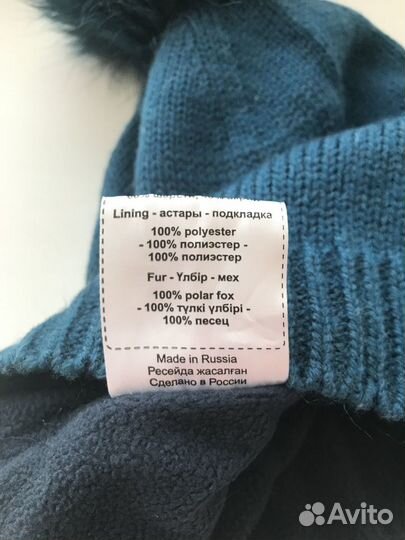 Lining - астары - подкладка
100% polyester
- 100% полиэстер -
- 100% полиэстер
Fur - Үлбір - мех
100% polar fox
- 100% түлкі үлбірі -
- 100% песец
Made in Russia
Ресейда жасалған
Сделано в России
Avito